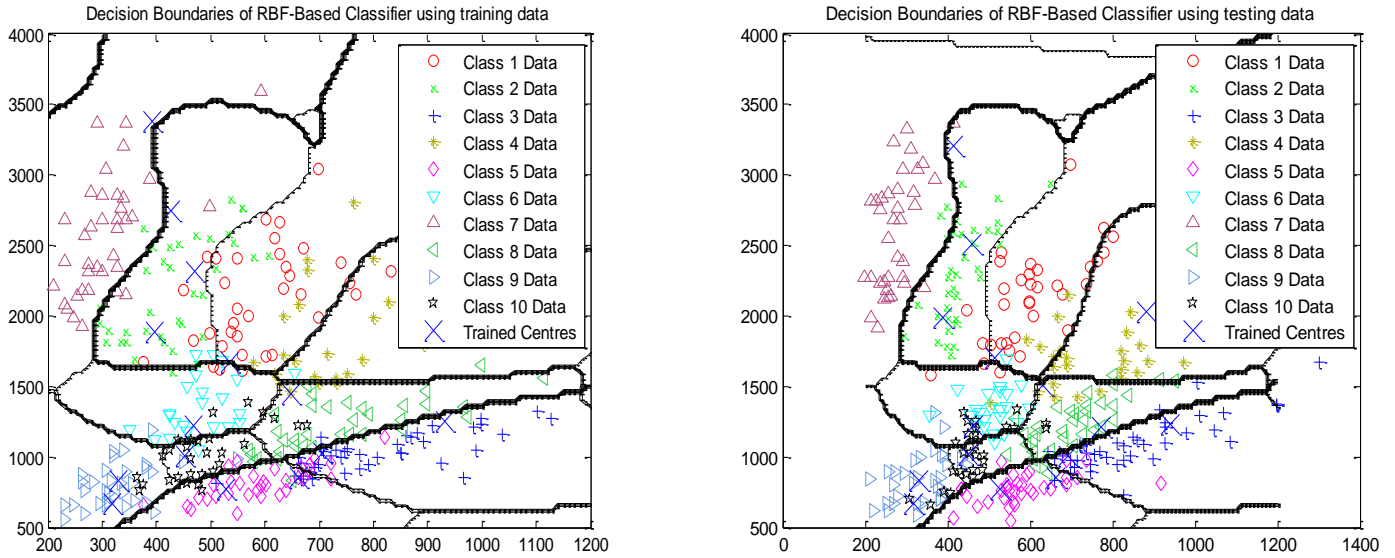 Decision Boundaries of RBF-Based Classifier using training data
4000
3500
3000
2500
2000
1500
1000
500
200 300 400 500 600 700 800 900 1000 1100 1200
Class 1 Data
Class 2 Data
Class 3 Data
Class 4 Data
Class 5 Data
Class 6 Data
Class 7 Data
Class 8 Data
Class 9 Data
Class 10 Data
Trained Centres
Decision Boundaries of RBF-Based Classifier using testing data
4000
3500
3000
2500
2000
1500
1000
500
0 200 400 600 800 1000 1200 1400
Class 1 Data
Class 2 Data
Class 3 Data
Class 4 Data
Class 5 Data
Class 6 Data
Class 7 Data
Class 8 Data
Class 9 Data
Class 10 Data
Trained Centres